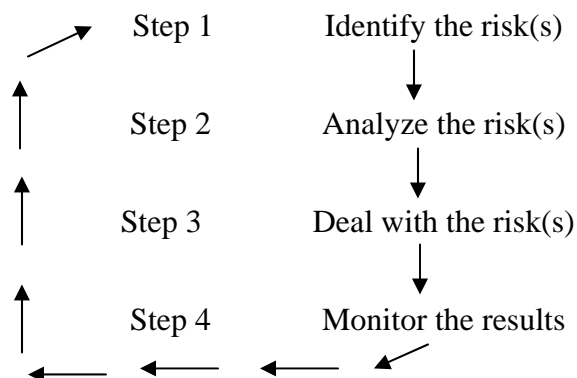 Step 1 Identify the risk(s)
Step 2 Analyze the risk(s)
Step 3 Deal with the risk(s)
Step 4 Monitor the results